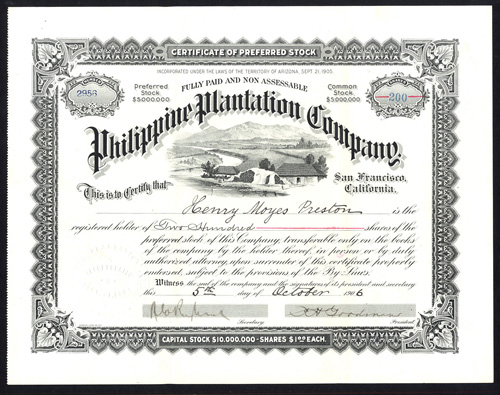 CERTIFICATE OF PREFERRED STOCK
INCORPORATED UNDER THE LAWS OF THE TERRITORY OF ARIZONA, SEPT. 21 1905
FULLY PAID AND NON ASSESSABLE
2956
Preferred Stock $5,000,000
Common Stock $5,000,000
200
Philippine Plantation Company,
San Francisco, California.
This is to Certify that
Henry Moyes Preston is the
registered holder of Two Hundred shares of the
preferred stock of this Company, transferable only on the books
of the company by the holder thereof in person or by duly
authorized attorney upon surrender of this certificate properly
endorsed, subject to the provisions of the By-Laws.
Witness the seal of the company and the signatures of its president and secretary
this 5th day of October 1906
Secretary
President
CAPITAL STOCK $10,000,000 - SHARES $1.00 EACH.